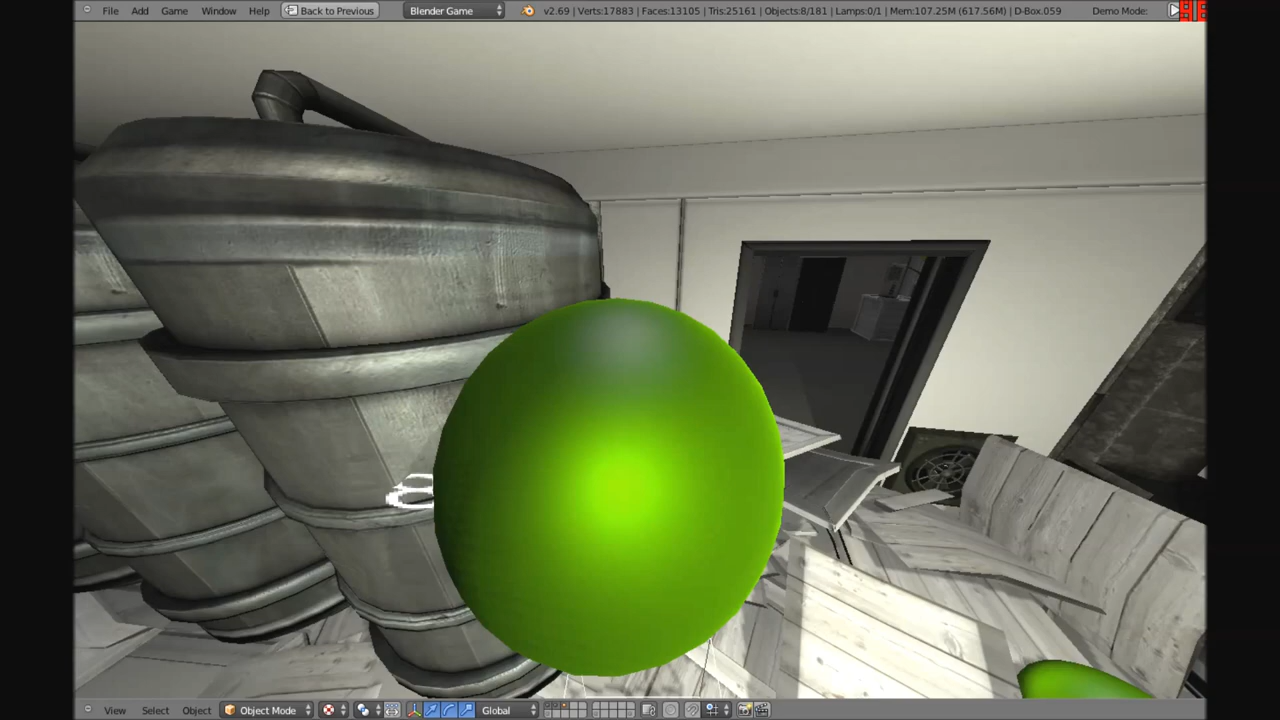 File Add Game Window Help Back to Previous Blender Game v2.69 | Verts:17883 | Faces:13105 | Tris:25161 | Objects:8/181 | Lamps:0/1 | Mem:107.25M (617.56M) | D-Box.059 Demo Mode:
View Select Object Object Mode Global